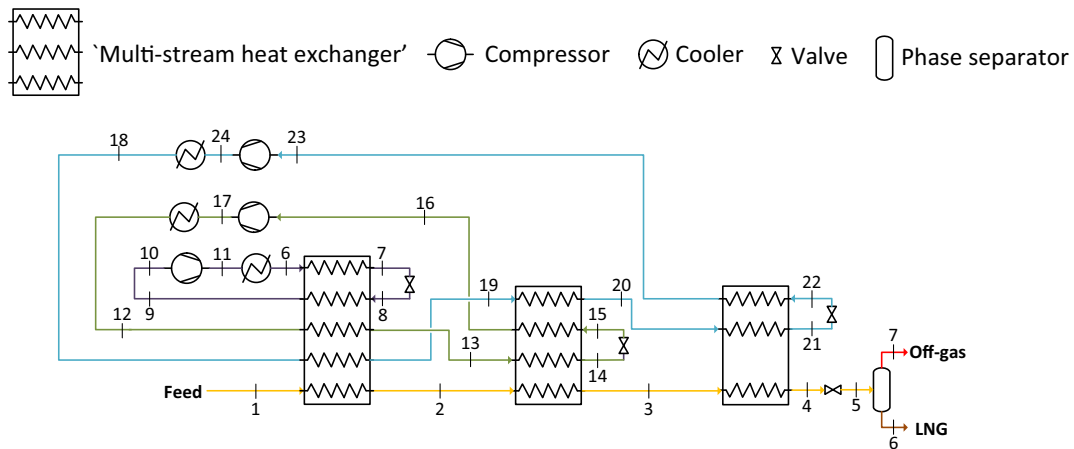 `Multi-stream heat exchanger’ Compressor Cooler Valve Phase separator
18 24 23
17 16
10 11 6 7
12 9 8 19 20 22
15
13 14 21
7
Off-gas
Feed
1 2 3 4 5
LNG
6